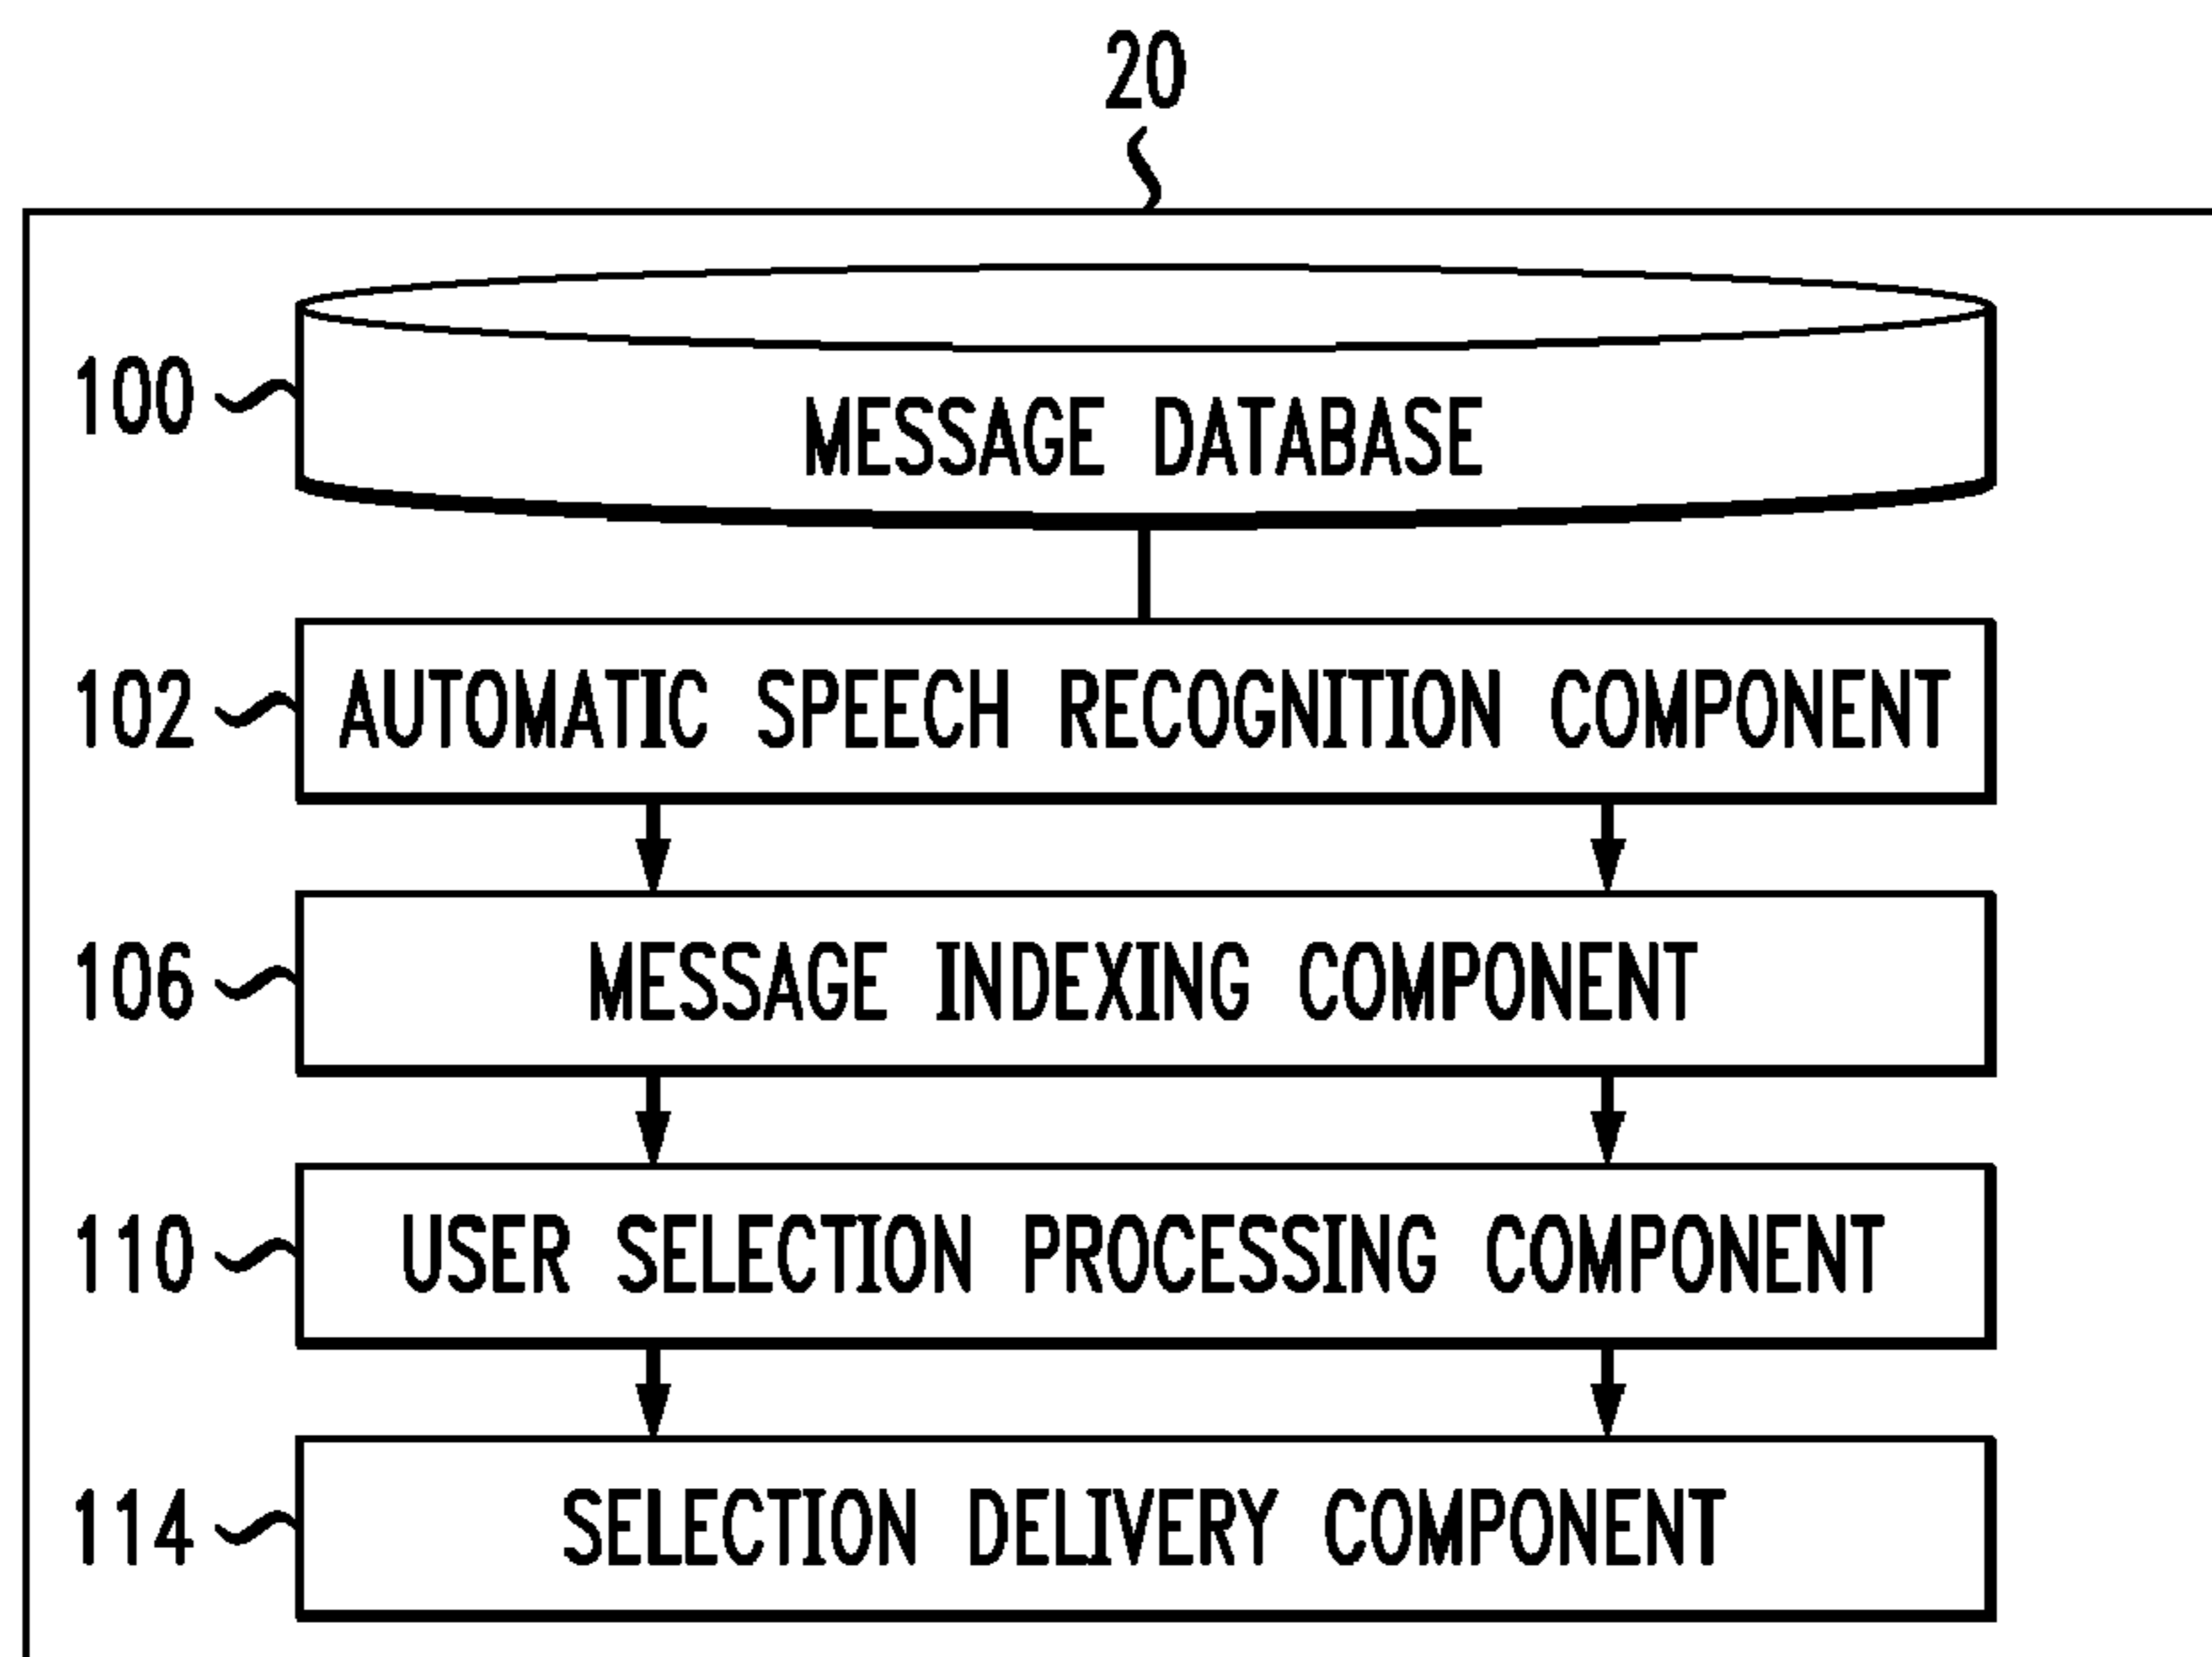 20
100
MESSAGE DATABASE
102
AUTOMATIC SPEECH RECOGNITION COMPONENT
106
MESSAGE INDEXING COMPONENT
110
USER SELECTION PROCESSING COMPONENT
114
SELECTION DELIVERY COMPONENT